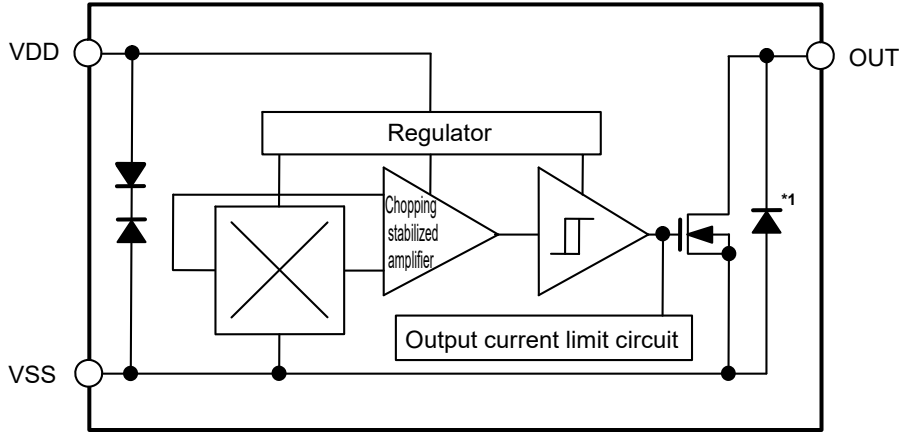 VDD
OUT
Regulator
Chopping
stabilized
amplifier
*1
Output current limit circuit
VSS